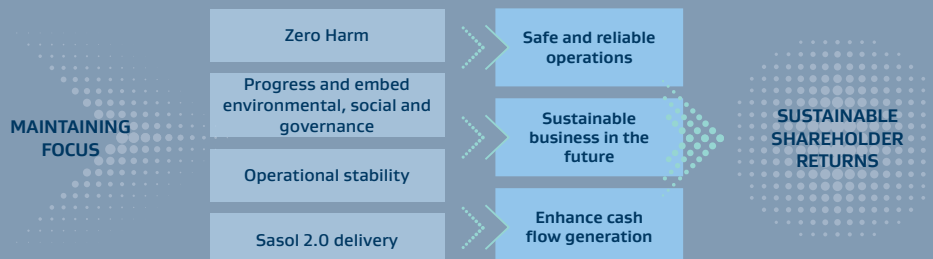 MAINTAINING
FOCUS
Zero Harm
Progress and embed
environmental, social and
governance
Operational stability
Sasol 2.0 delivery
Safe and reliable
operations
Sustainable
business in the
future
Enhance cash
flow generation
SUSTAINABLE
SHAREHOLDER
RETURNS